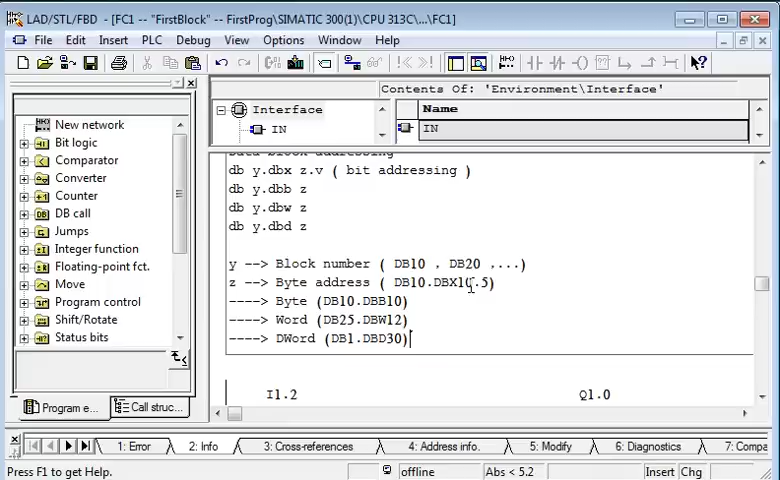 LAD/STL/FBD - [FC1 -- "FirstBlock" -- FirstProg\SIMATIC 300(1)\CPU 313C\...\FC1]
File Edit Insert PLC Debug View Options Window Help
Contents Of: 'Environment\Interface'
Interface
IN
Name
IN
New network
Bit logic
Comparator
Converter
Counter
DB call
Jumps
Integer function
Floating-point fct.
Move
Program control
Shift/Rotate
Status bits
Program e...
Call struc...
Data block addressing
db y.dbx z.v ( bit addressing )
db y.dbb z
db y.dbw z
db y.dbd z
y --> Block number ( DB10 , DB20 ,...)
z --> Byte address ( DB10.DBX10.5)
----> Byte (DB10.DBB10)
----> Word (DB25.DBW12)
----> DWord (DB1.DBD30)
I1.2 Q1.0
1: Error 2: Info 3: Cross-references 4: Address info. 5: Modify 6: Diagnostics 7: Compa
Press F1 to get Help. offline Abs < 5.2 Insert Chg